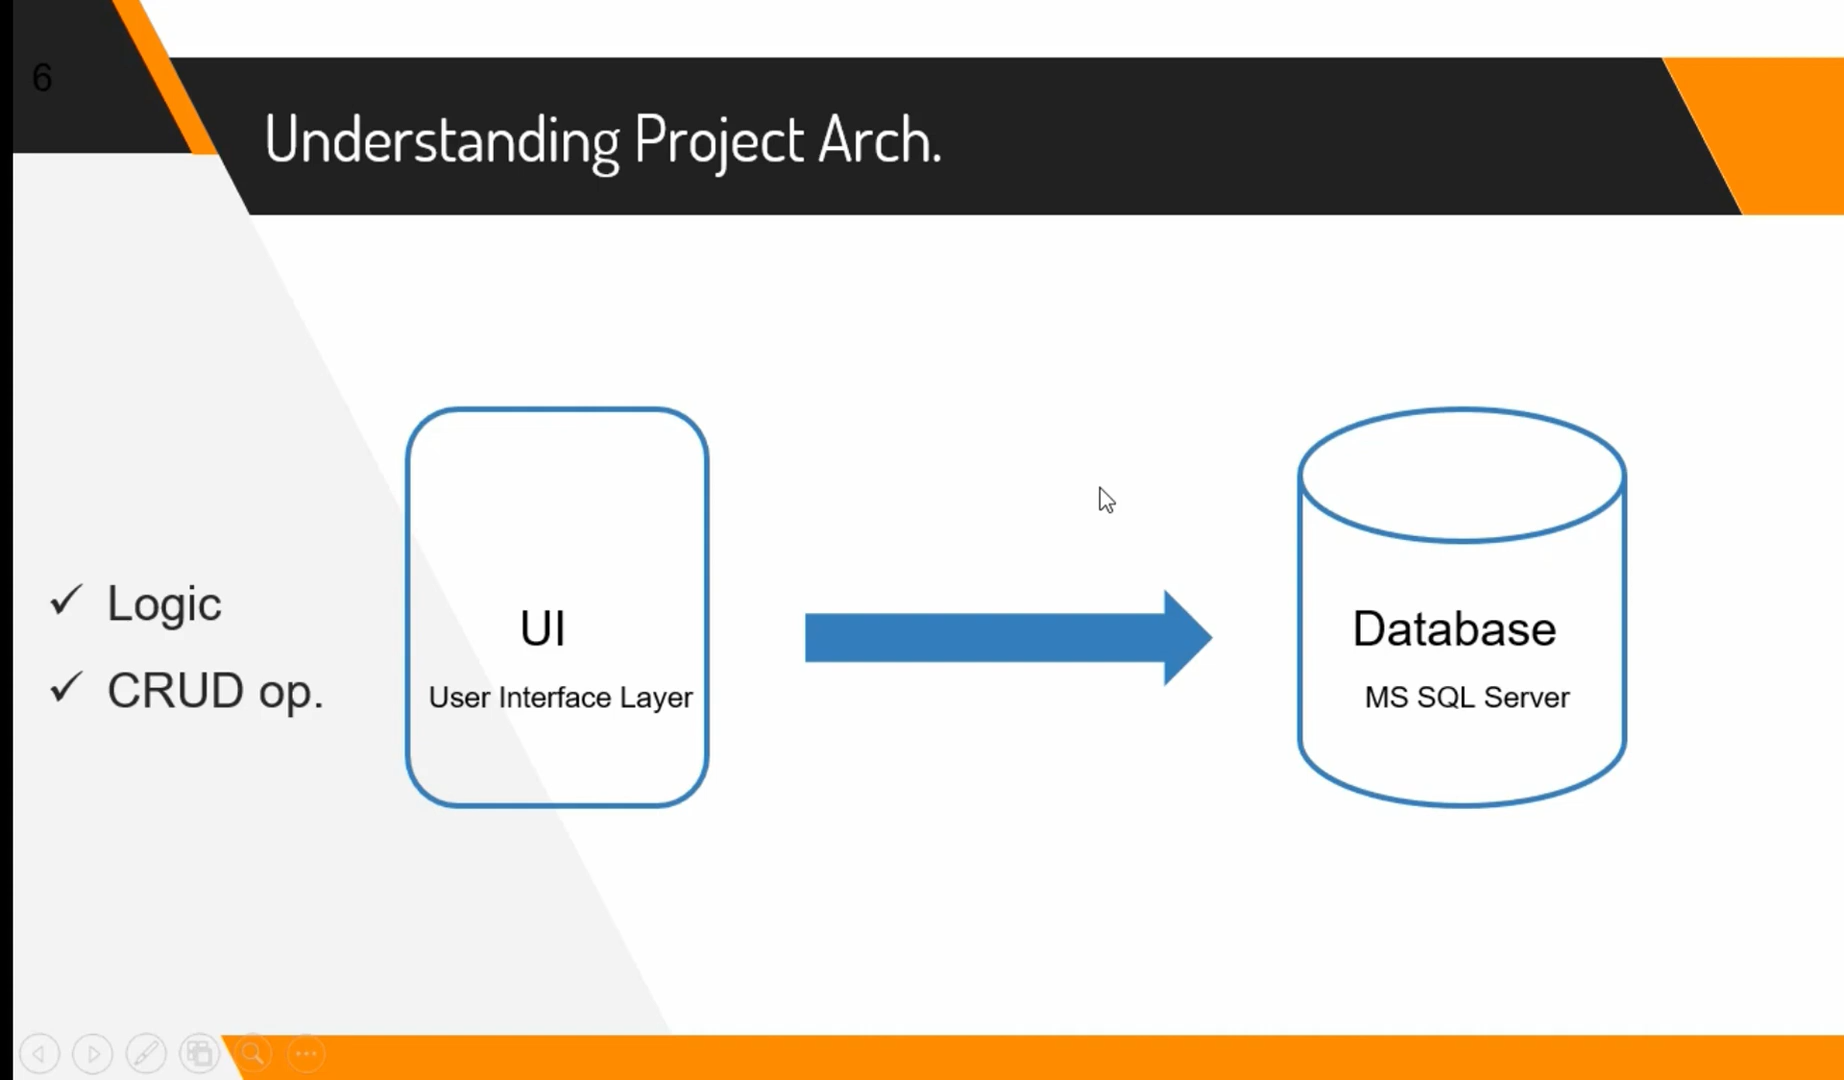 6
Understanding Project Arch.
✓ Logic
✓ CRUD op.
UI
User Interface Layer
Database
MS SQL Server